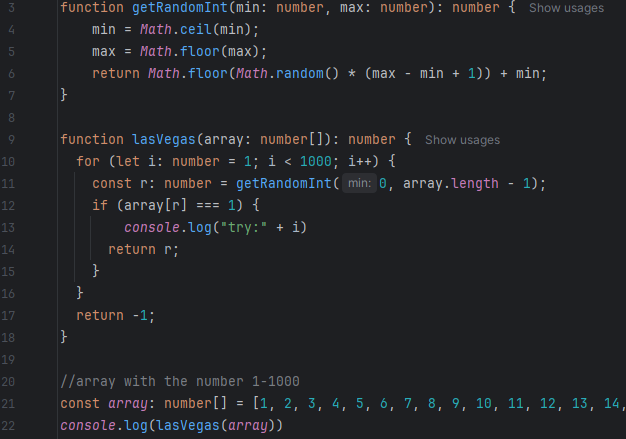 3 function getRandomInt(min: number, max: number): number { Show usages
4 min = Math.ceil(min);
5 max = Math.floor(max);
6 return Math.floor(Math.random() * (max - min + 1)) + min;
7 }
8
9 function lasVegas(array: number[]): number { Show usages
10 for (let i: number = 1; i < 1000; i++) {
11 const r: number = getRandomInt( min: 0, array.length - 1);
12 if (array[r] === 1) {
13 console.log("try:" + i)
14 return r;
15 }
16 }
17 return -1;
18 }
19
20 //array with the number 1-1000
21 const array: number[] = [1, 2, 3, 4, 5, 6, 7, 8, 9, 10, 11, 12, 13, 14,
22 console.log(lasVegas(array))